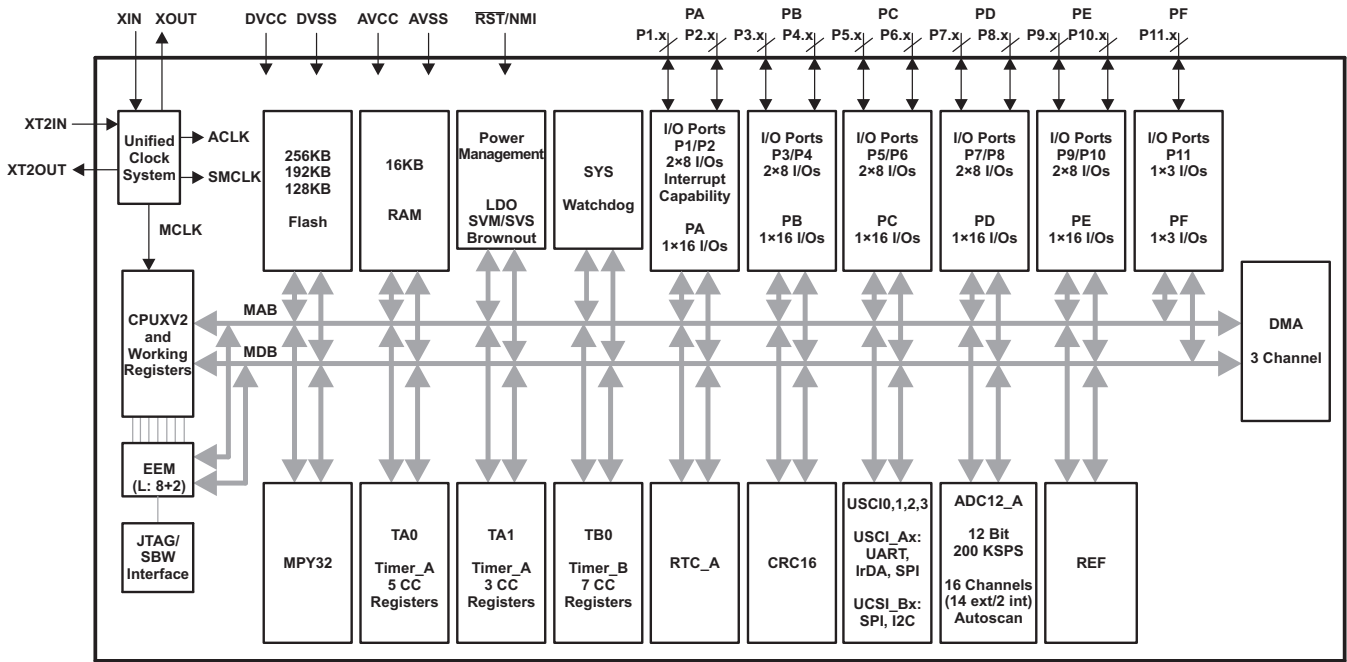 XIN XOUT DVCC DVSS AVCC AVSS RST/NMI
PA PB PC PD PE PF
P1.x P2.x P3.x P4.x P5.x P6.x P7.x P8.x P9.x P10.x P11.x
XT2IN
XT2OUT
Unified
Clock
System
ACLK
SMCLK
MCLK
256KB
192KB
128KB
Flash
16KB
RAM
Power
Management
LDO
SVM/SVS
Brownout
SYS
Watchdog
I/O Ports
P1/P2
2×8 I/Os
Interrupt
Capability
PA
1×16 I/Os
I/O Ports
P3/P4
2×8 I/Os
PB
1×16 I/Os
I/O Ports
P5/P6
2×8 I/Os
PC
1×16 I/Os
I/O Ports
P7/P8
2×8 I/Os
PD
1×16 I/Os
I/O Ports
P9/P10
2×8 I/Os
PE
1×16 I/Os
I/O Ports
P11
1×3 I/Os
PF
1×3 I/Os
CPUXV2
and
Working
Registers
MAB
MDB
DMA
3 Channel
EEM
(L: 8+2)
JTAG/
SBW
Interface
MPY32
TA0
Timer_A
5 CC
Registers
TA1
Timer_A
3 CC
Registers
TB0
Timer_B
7 CC
Registers
RTC_A
CRC16
USCI0,1,2,3
USCI_Ax:
UART,
IrDA, SPI
UCSI_Bx:
SPI, I2C
ADC12_A
12 Bit
200 KSPS
16 Channels
(14 ext/2 int)
Autoscan
REF